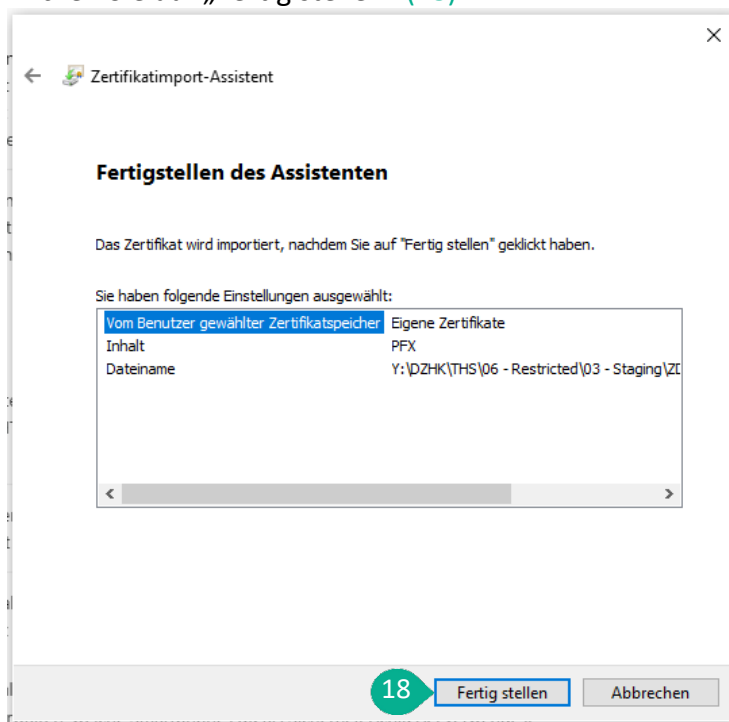 Zertifikatimport-Assistent
Fertigstellen des Assistenten
Das Zertifikat wird importiert, nachdem Sie auf "Fertig stellen" geklickt haben.
Sie haben folgende Einstellungen ausgewählt:
Vom Benutzer gewählter Zertifikatspeicher Eigene Zertifikate
Inhalt PFX
Dateiname Y:\DZHK\THS\06 - Restricted\03 - Staging\
18 Fertig stellen Abbrechen